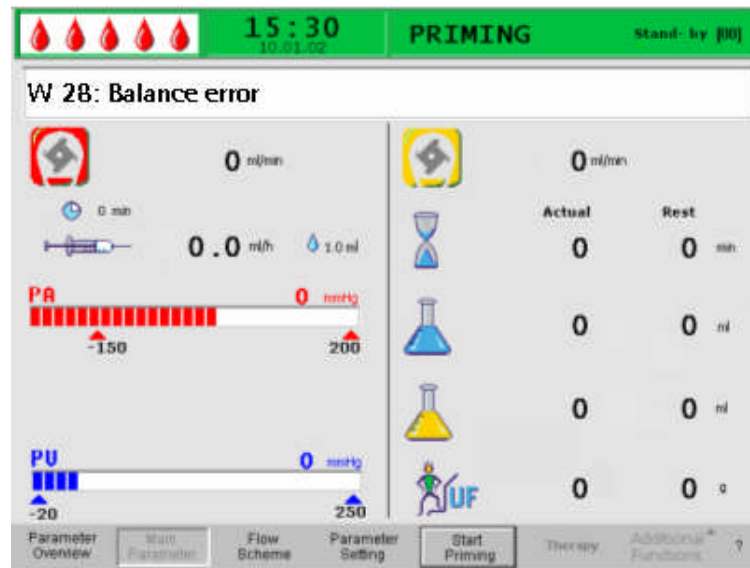 15:30 PRIMING Stand- by [00]
10.01.02
W 28: Balance error
0 ml/min
0 ml/min
0 min
0.0 ml/h 1.0 ml
Actual Rest
0 0 min
PA 0 mmHg
-150 200
0 0 ml
0 0 ml
PV 0 mmHg
-20 250
UF 0 0 g
Parameter Overview
Main Parameter
Flow Scheme
Parameter Setting
Start Priming
Therapy
Additional Functions
?